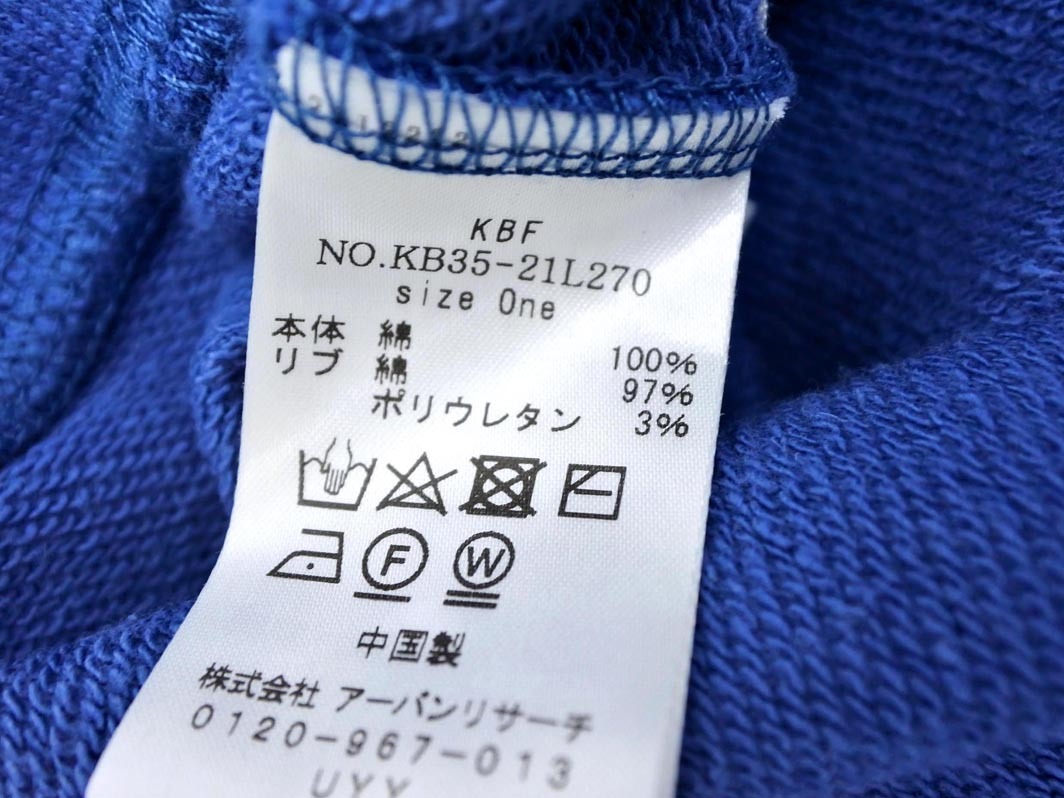 KBF
NO.KB35-21L270
size One
本体 綿 100%
リブ 綿 97%
ポリウレタン 3%
F W
中国製
株式会社 アーバンリサーチ
0120-967-013
UYY